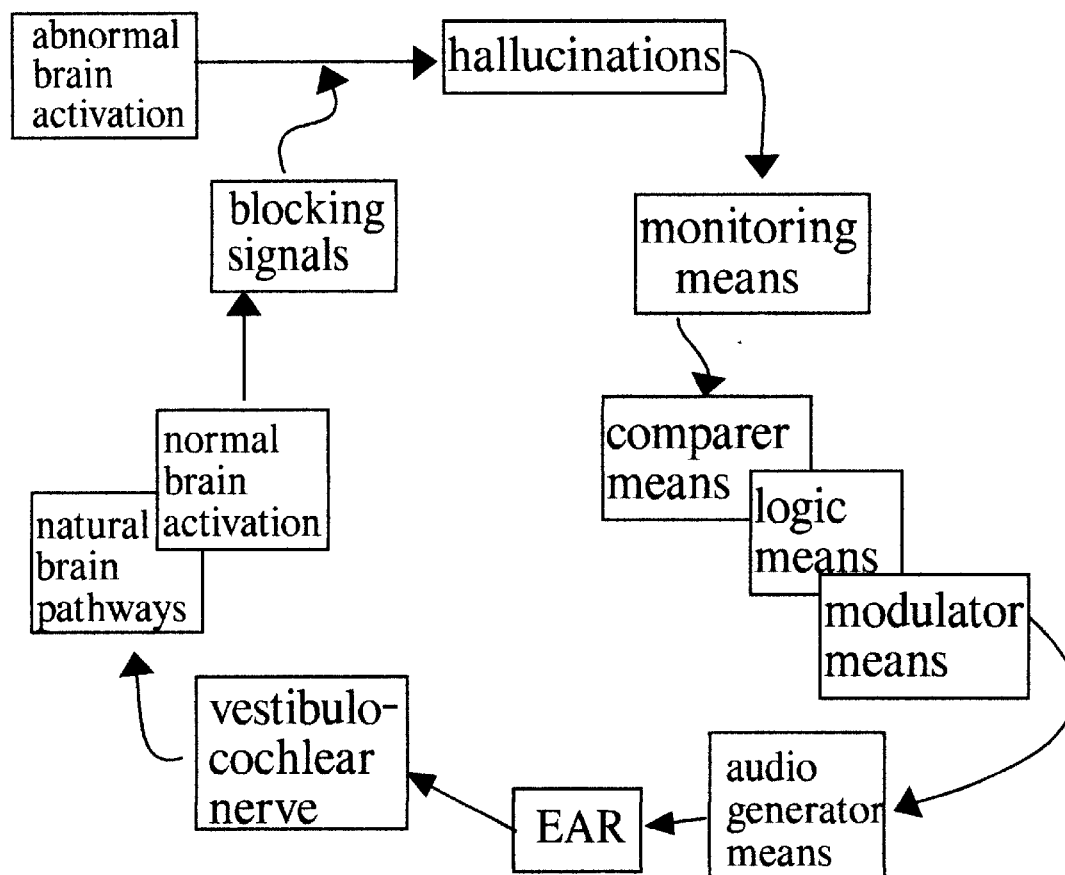 abnormal
brain
activation
hallucinations
blocking
signals
monitoring
means
comparer
means
logic
means
modulator
means
normal
brain
activation
natural
brain
pathways
vestibulo-
cochlear
nerve
EAR
audio
generator
means